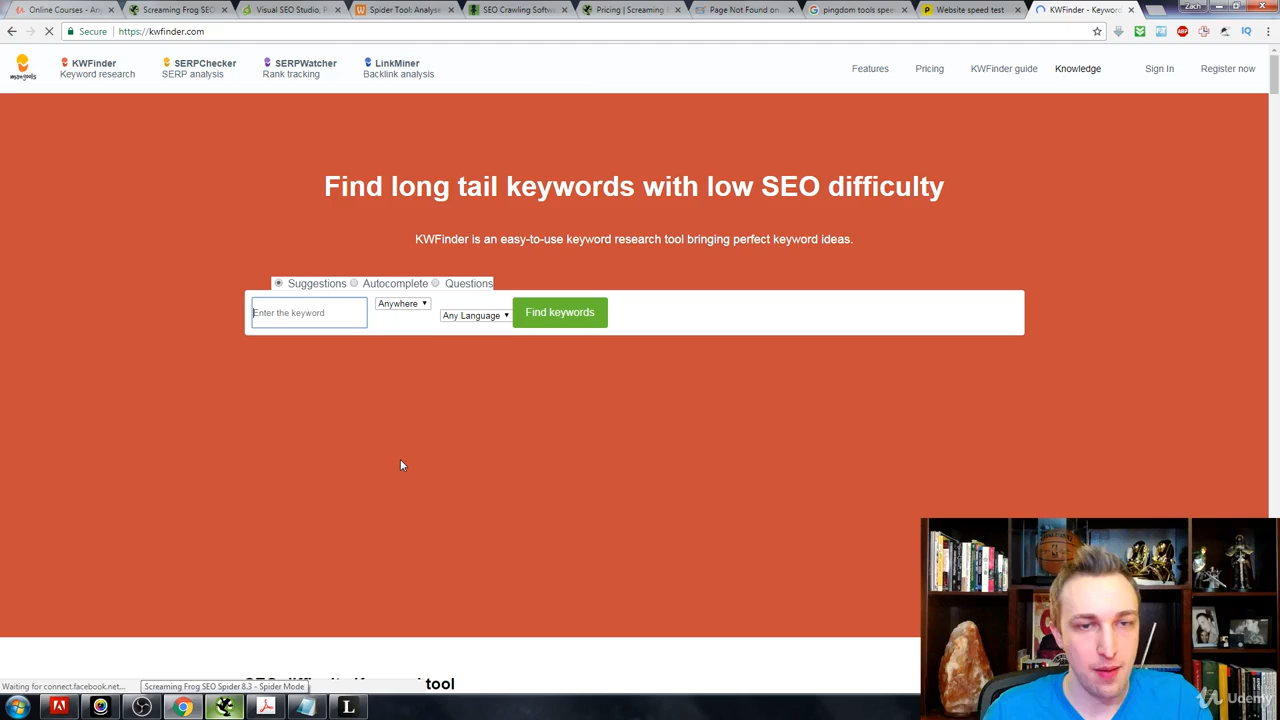 Online Courses - An
Screaming Frog SEO
Visual SEO Studio,
Spider Tool: Analyse
SEO Crawling Softw
Pricing | Screaming
Page Not Found on
pingdom tools spee
Website speed test
KWFinder - Keyword
Zach
Secure
https://kwfinder.com
mangools
KWFinder
Keyword research
SERPChecker
SERP analysis
SERPWatcher
Rank tracking
LinkMiner
Backlink analysis
Features
Pricing
KWFinder guide
Knowledge
Sign In
Register now
Find long tail keywords with low SEO difficulty
KWFinder is an easy-to-use keyword research tool bringing perfect keyword ideas.
Suggestions
Autocomplete
Questions
Enter the keyword
Anywhere
Any Language
Find keywords
tool
Waiting for connect.facebook.net...
Screaming Frog SEO Spider 8.3 - Spider Mode
Udemy